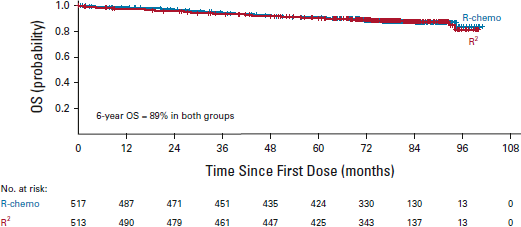 1.0
0.8
0.6
0.4
0.2
OS (probability)
R-chemo
R2
6-year OS = 89% in both groups
0 12 24 36 48 60 72 84 96 108
Time Since First Dose (months)
No. at risk:
R-chemo 517 487 471 451 435 424 330 130 13 0
R2 513 490 479 461 447 425 343 137 13 0